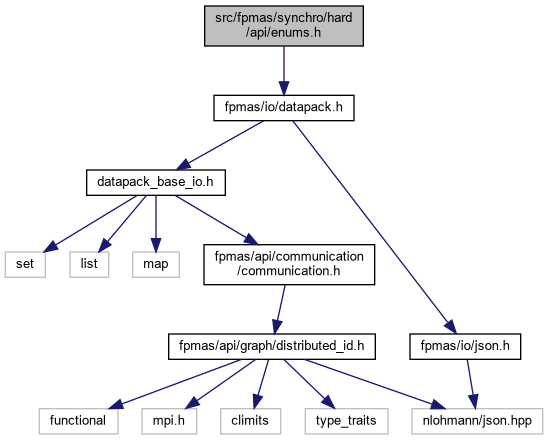 src/fpmas/synchro/hard
/api/enums.h
fpmas/io/datapack.h
datapack_base_io.h
set
list
map
fpmas/api/communication
/communication.h
fpmas/api/graph/distributed_id.h
fpmas/io/json.h
functional
mpi.h
climits
type_traits
nlohmann/json.hpp